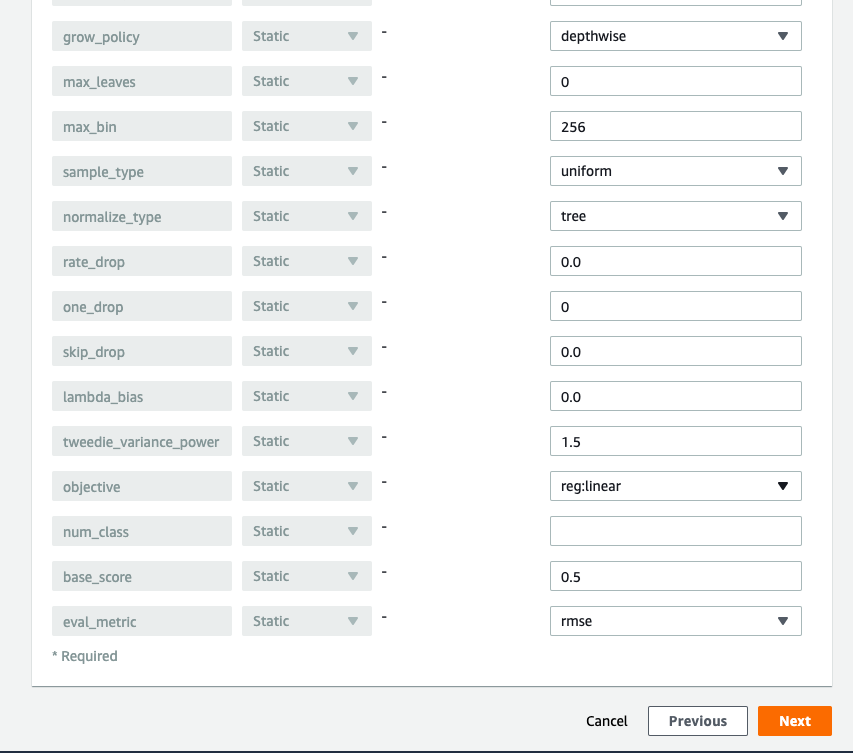 grow_policy Static - depthwise
max_leaves Static - 0
max_bin Static - 256
sample_type Static - uniform
normalize_type Static - tree
rate_drop Static - 0.0
one_drop Static - 0
skip_drop Static - 0.0
lambda_bias Static - 0.0
tweedie_variance_power Static - 1.5
objective Static - reg:linear
num_class Static -
base_score Static - 0.5
eval_metric Static - rmse
* Required
Cancel Previous Next